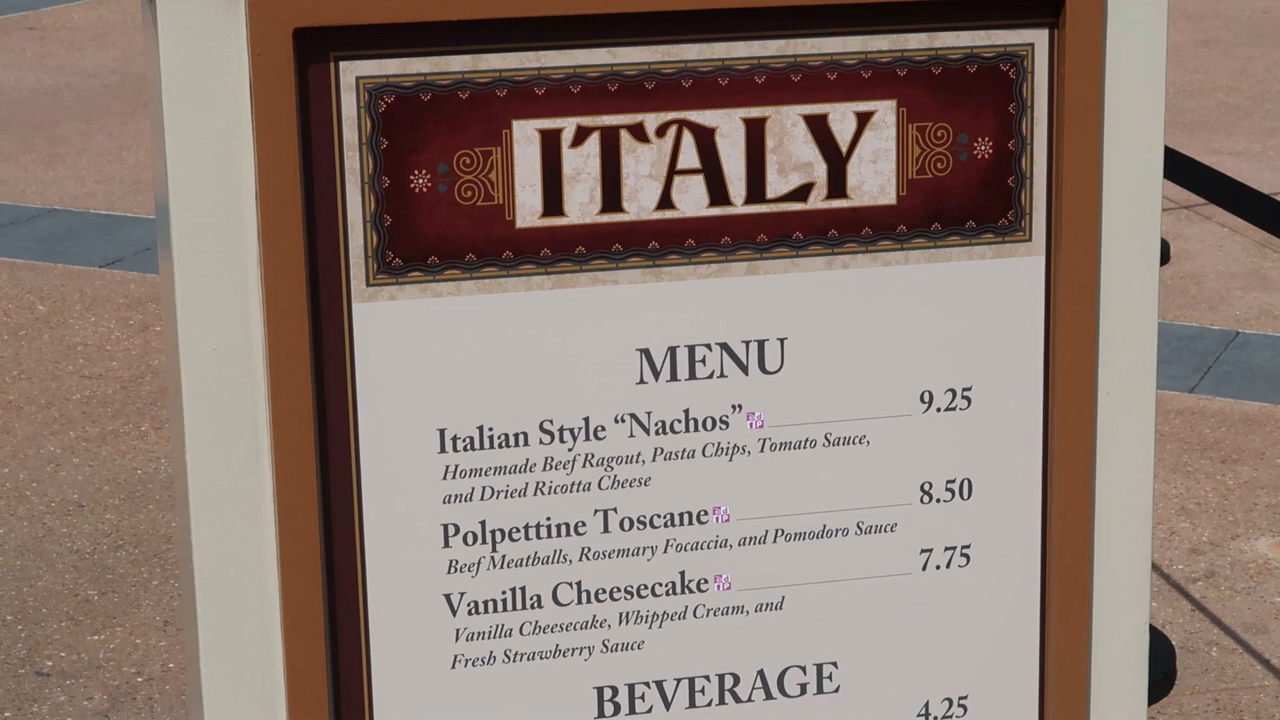 ITALY
MENU
Italian Style “Nachos” 9.25
Homemade Beef Ragout, Pasta Chips, Tomato Sauce,
and Dried Ricotta Cheese
Polpettine Toscane 8.50
Beef Meatballs, Rosemary Focaccia, and Pomodoro Sauce
Vanilla Cheesecake 7.75
Vanilla Cheesecake, Whipped Cream, and
Fresh Strawberry Sauce
BEVERAGE
4.25